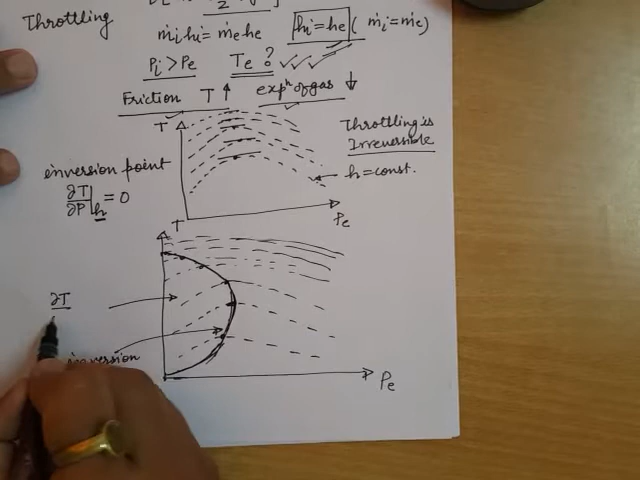 Throttling
ṁᵢhᵢ = ṁₑhₑ hᵢ = hₑ ( ṁᵢ = ṁₑ )
Pᵢ > Pₑ Tₑ ? ✓✓✓
Friction T ↑ expⁿ of gas ↓
T
Throttling is
Irreversible
inversion point
∂T/∂P|h = 0
h = const.
Pₑ
T
∂T
inversion
Pₑ